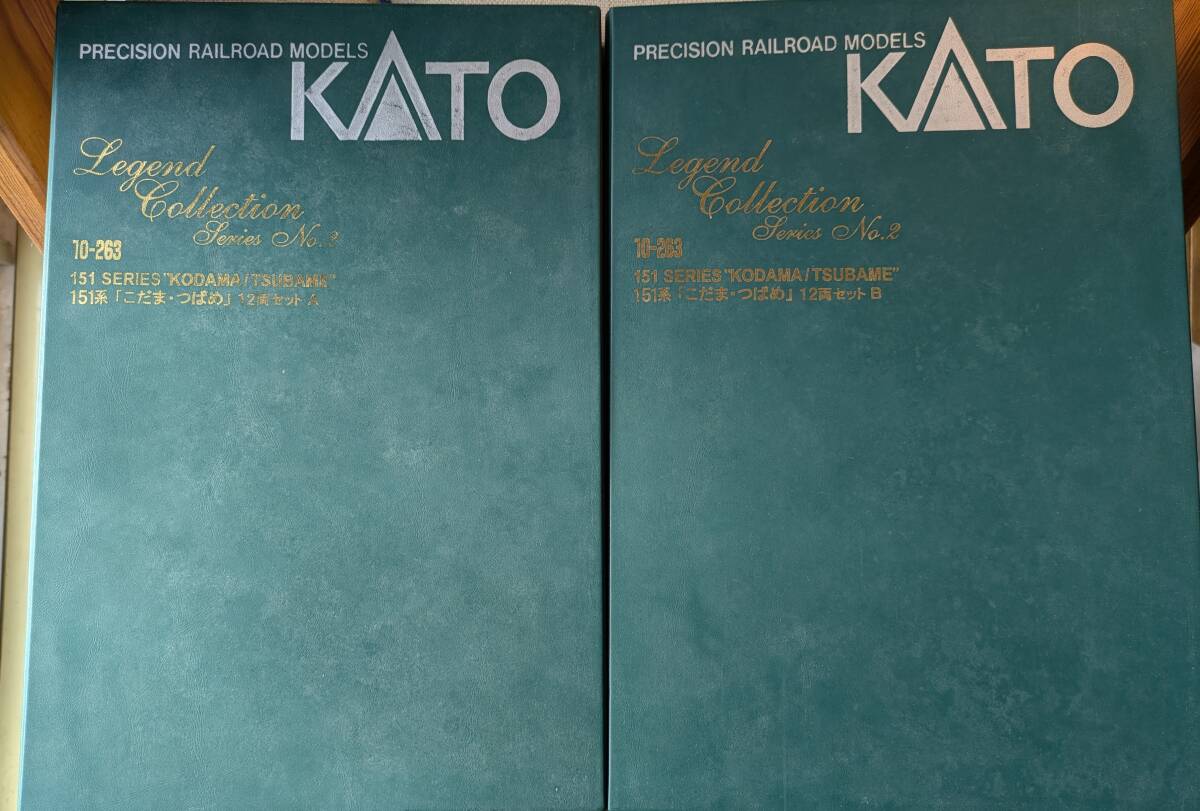 PRECISION RAILROAD MODELS
KATO
Legend
Collection
Series No.2
10-263
151 SERIES "KODAMA/TSUBAME"
151系「こだま・つばめ」12両セット A
PRECISION RAILROAD MODELS
KATO
Legend
Collection
Series No.2
10-263
151 SERIES "KODAMA/TSUBAME"
151系「こだま・つばめ」12両セット B